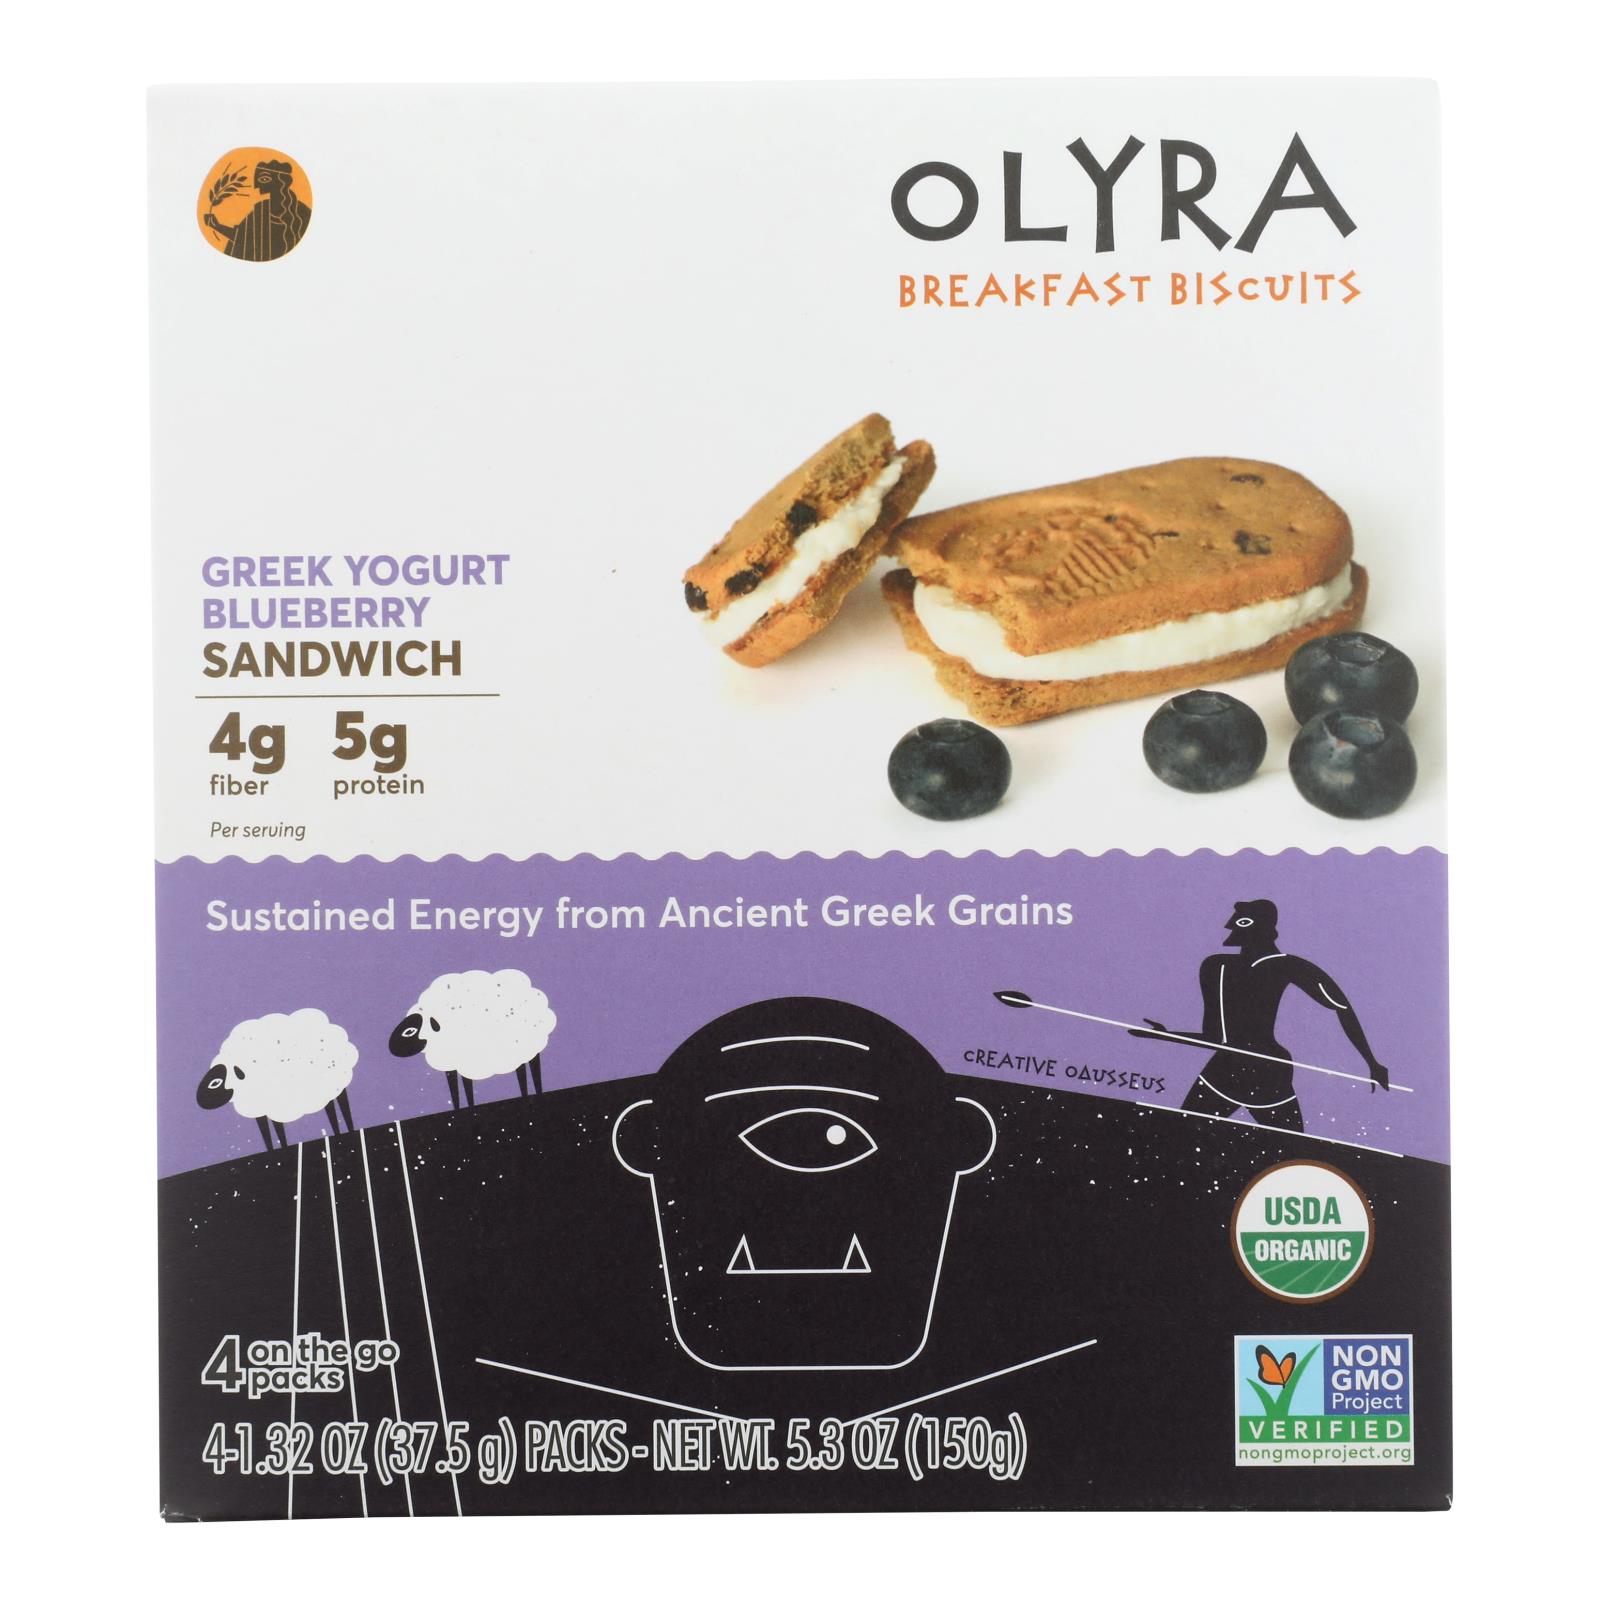 OLYRA
BREAKFAST BISCUITS
GREEK YOGURT
BLUEBERRY
SANDWICH
4g 5g
fiber protein
Per serving
Sustained Energy from Ancient Greek Grains
CREATIVE OΔUSSEUS
USDA
ORGANIC
4 on the go
packs
4-1.32 OZ (37.5 g) PACKS - NET WT. 5.3 OZ (150g)
NON
GMO
Project
VERIFIED
nongmoproject.org